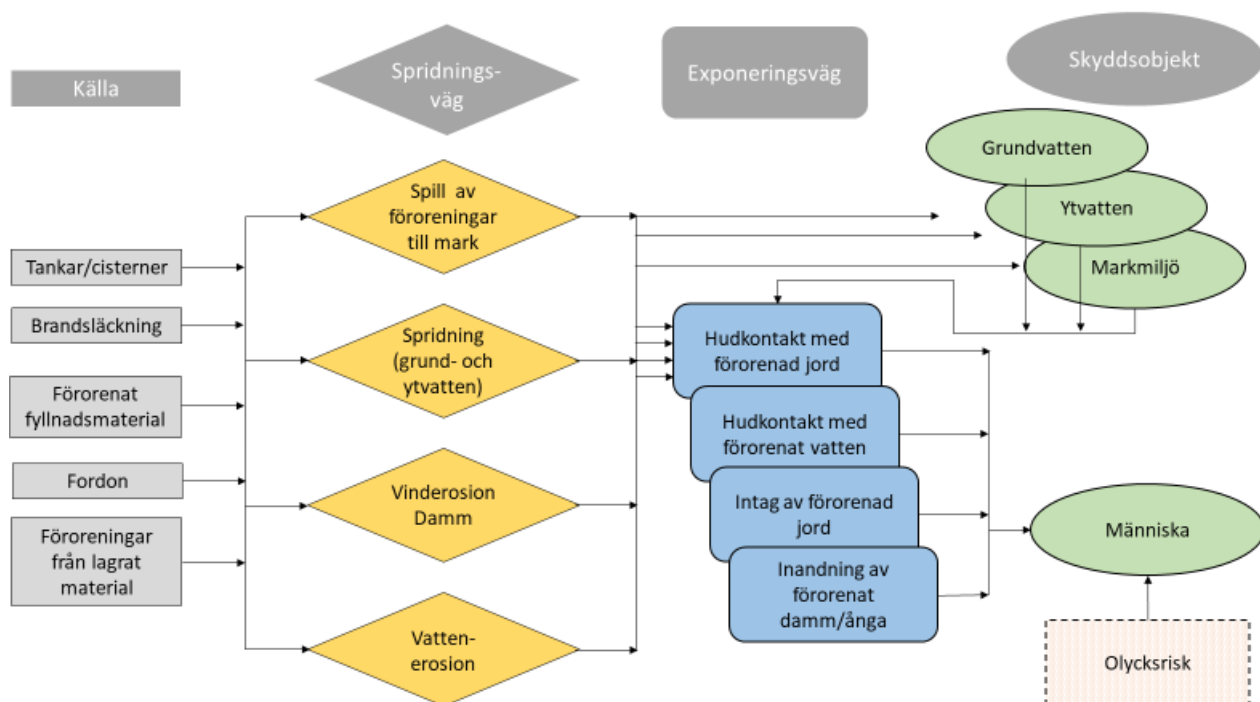 Källa
Spridnings-
väg
Exponeringsväg
Skyddsobjekt
Tankar/cisterner
Brandsläckning
Förorenat
fyllnadsmaterial
Fordon
Föroreningar
från lagrat
material
Spill av
föroreningar
till mark
Spridning
(grund- och
ytvatten)
Vinderosion
Damm
Vatten-
erosion
Hudkontakt med
förorenad jord
Hudkontakt med
förorenat vatten
Intag av förorenad
jord
Inandning av
förorenat
damm/ånga
Grundvatten
Ytvatten
Markmiljö
Människa
Olycksrisk